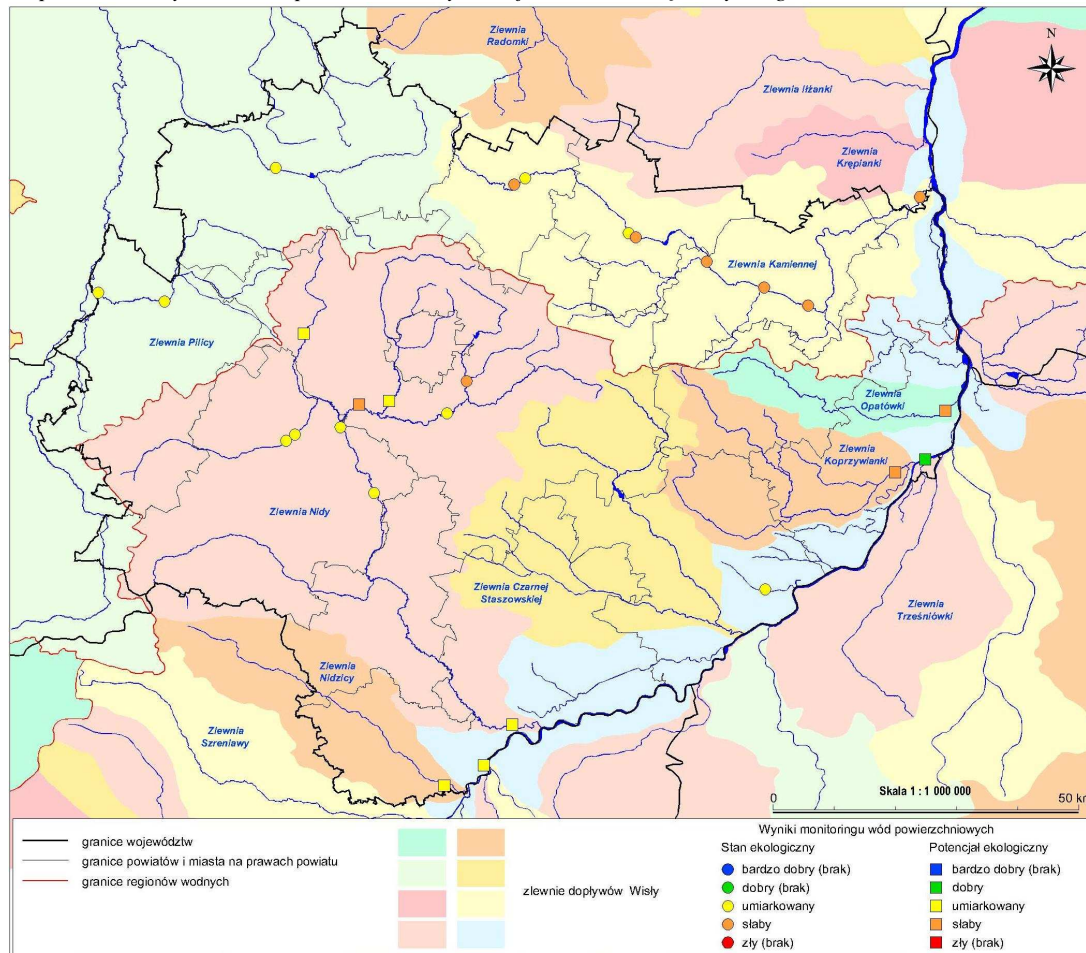 Zlewnia
Radomki
N
Zlewnia Iłżanki
Zlewnia
Krępianki
Zlewnia Kamiennej
Zlewnia Pilicy
Zlewnia
Opatówki
Zlewnia
Koprzywianki
Zlewnia Nidy
Zlewnia Czarnej
Staszowskiej
Zlewnia
Trześniówki
Zlewnia
Nidzicy
Zlewnia
Szreniawy
Skala 1 : 1 000 000
0
50 km
granice województw
granice powiatów i miasta na prawach powiatu
granice regionów wodnych
zlewnie dopływów Wisły
Wyniki monitoringu wód powierzchniowych
Stan ekologiczny
bardzo dobry (brak)
dobry (brak)
umiarkowany
słaby
zły (brak)
Potencjał ekologiczny
bardzo dobry (brak)
dobry
umiarkowany
słaby
zły (brak)